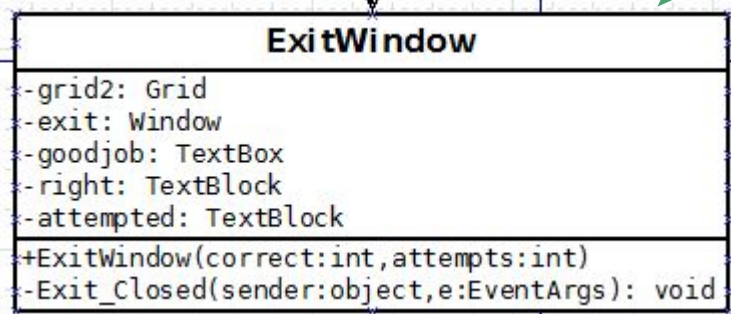 ExitWindow
-grid2: Grid
-exit: Window
-goodjob: TextBox
-right: TextBlock
-attempted: TextBlock
+ExitWindow(correct:int,attempts:int)
-Exit_Closed(sender:object,e:EventArgs): void